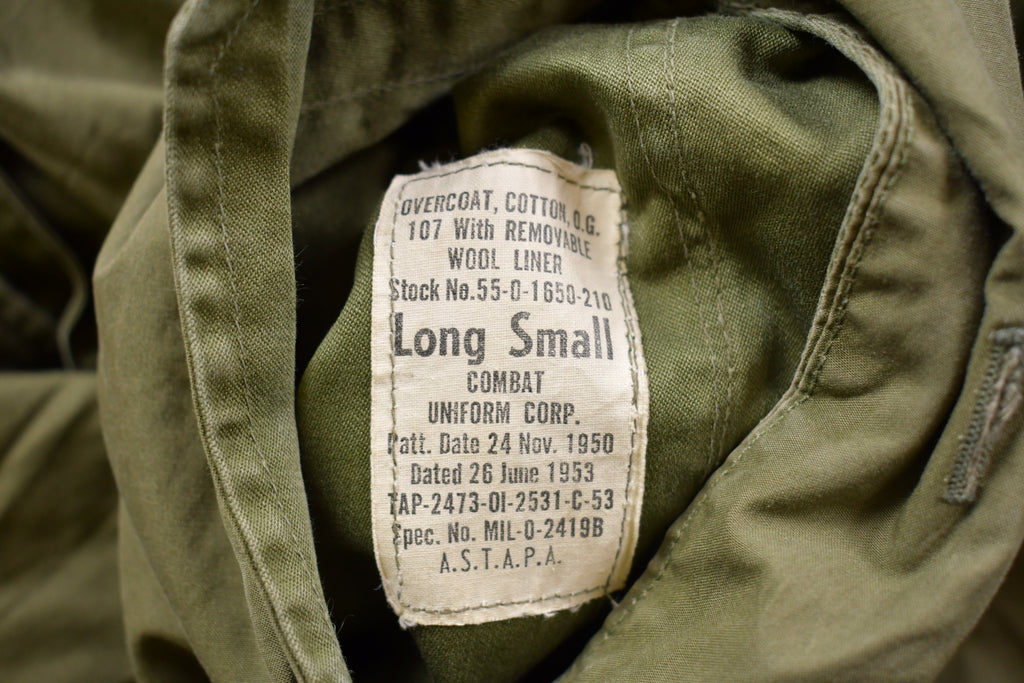 OVERCOAT, COTTON, O.G.
107 With REMOVABLE
WOOL LINER
Stock No.55-O-1650-210
Long Small
COMBAT
UNIFORM CORP.
Patt. Date 24 Nov. 1950
Dated 26 June 1953
TAP-2473-OI-2531-C-53
Spec. No. MIL-O-2419B
A.S.T.A.P.A.